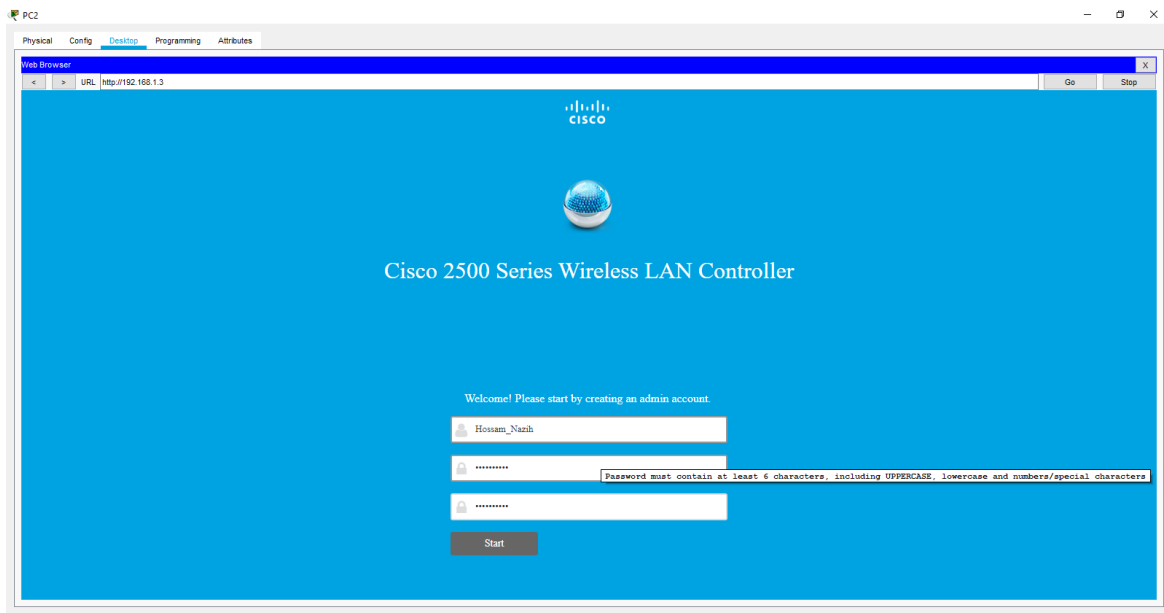 PC2
Physical Config Desktop Programming Attributes
Web Browser X
< > URL http://192.168.1.3 Go Stop
CISCO
Cisco 2500 Series Wireless LAN Controller
Welcome! Please start by creating an admin account.
Hossam_Nazih
••••••••••
Password must contain at least 6 characters, including UPPERCASE, lowercase and numbers/special characters
••••••••••
Start